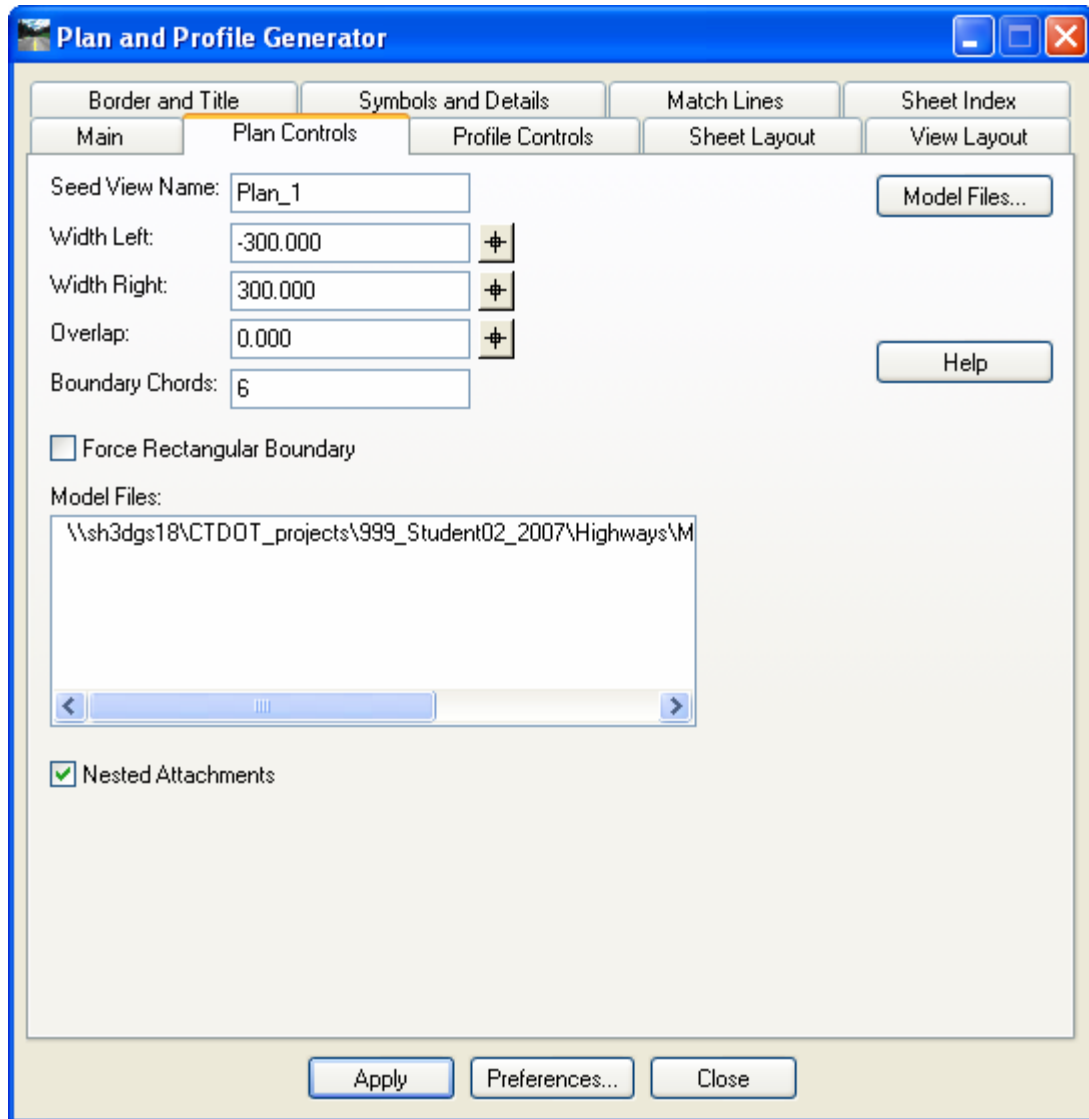 Plan and Profile Generator
Border and Title Symbols and Details Match Lines Sheet Index
Main Plan Controls Profile Controls Sheet Layout View Layout
Seed View Name: Plan_1 Model Files...
Width Left: -300.000
Width Right: 300.000
Overlap: 0.000
Help
Boundary Chords: 6
Force Rectangular Boundary
Model Files:
\\sh3dgs18\CTDOT_projects\999_Student02_2007\Highways\M
Nested Attachments
Apply Preferences... Close